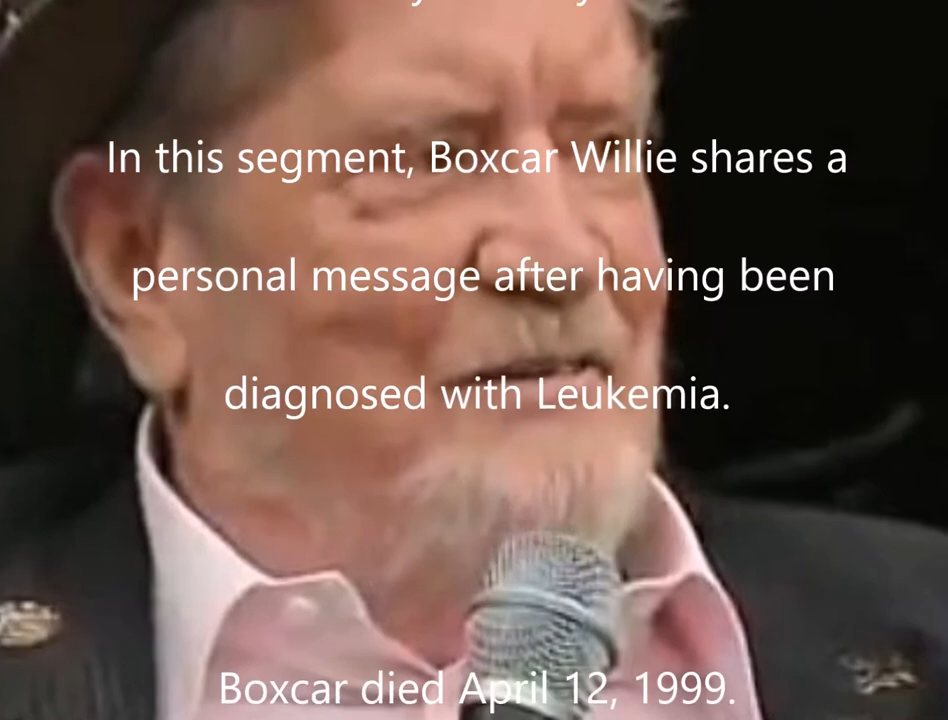 In this segment, Boxcar Willie shares a
personal message after having been
diagnosed with Leukemia.
Boxcar died April 12, 1999.